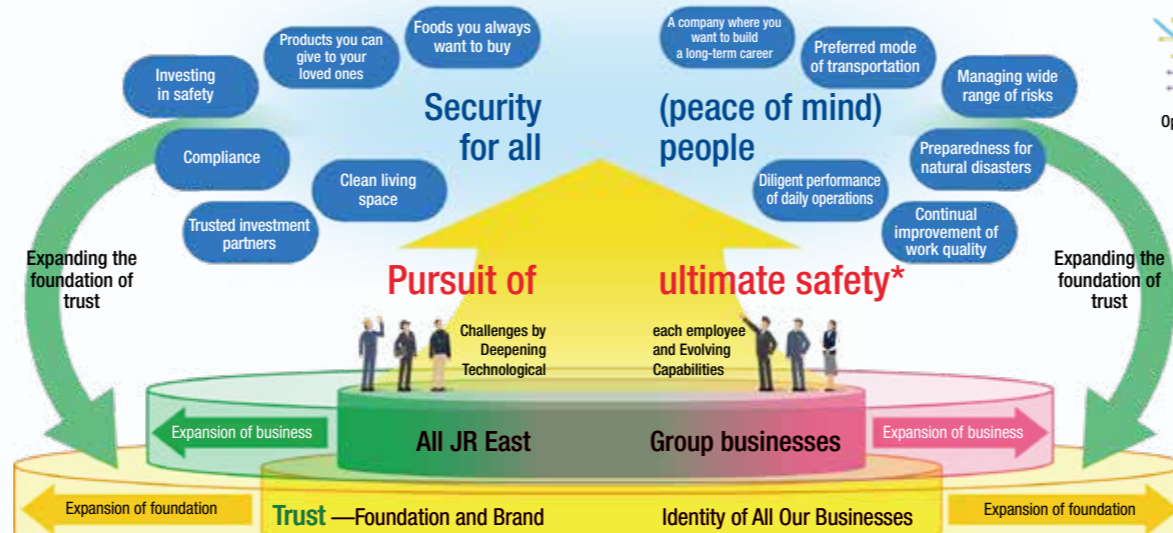 Foods you always
want to buy
Products you can
give to your
loved ones
Investing
in safety
Compliance
Clean living
space
Trusted investment
partners
A company where you
want to build
a long-term career
Preferred mode
of transportation
Managing wide
range of risks
Preparedness for
natural disasters
Diligent performance
of daily operations
Continual
improvement of
work quality
Op
Security (peace of mind)
for all people
Expanding the
foundation of
trust
Expanding the
foundation of
trust
Pursuit of ultimate safety*
Challenges by each employee
Deepening and Evolving
Technological Capabilities
Expansion of business
All JR East Group businesses
Expansion of business
Expansion of foundation
Trust —Foundation and Brand Identity of All Our Businesses
Expansion of foundation